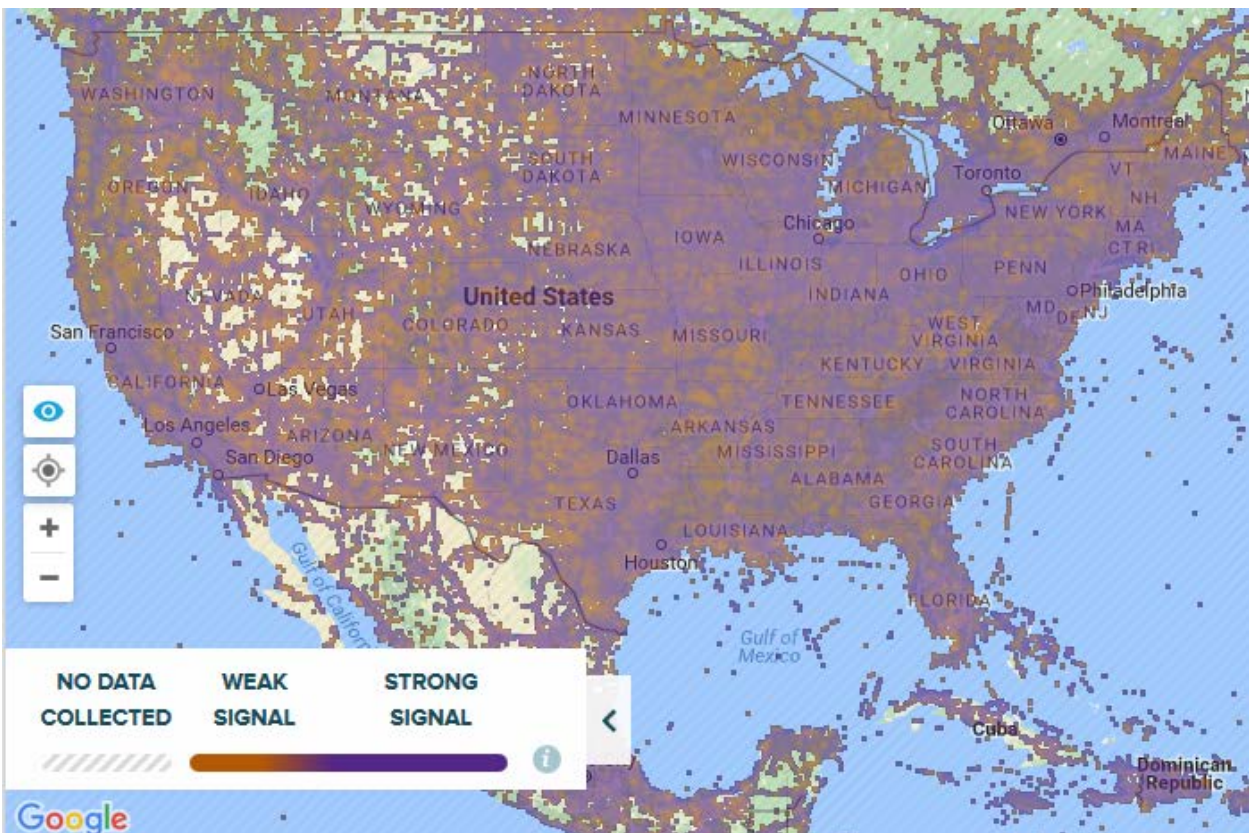 NORTH
DAKOTA
WASHINGTON
MONTANA
MINNESOTA
Ottawa
Montreal
MAINE
WISCONSIN
SOUTH
DAKOTA
VT
MICHIGAN
Toronto
OREGON
IDAHO
WYOMING
NH
NEW YORK
Chicago
MA
IOWA
CT RI
NEBRASKA
ILLINOIS
OHIO
PENN
United States
NEVADA
INDIANA
Philadelphia
MD
DE
NJ
UTAH
COLORADO
KANSAS
MISSOURI
WEST
VIRGINIA
San Francisco
KENTUCKY
VIRGINIA
CALIFORNIA
Las Vegas
OKLAHOMA
TENNESSEE
NORTH
CAROLINA
Los Angeles
ARIZONA
NEW MEXICO
ARKANSAS
MISSISSIPPI
SOUTH
CAROLINA
San Diego
Dallas
ALABAMA
TEXAS
GEORGIA
LOUISIANA
Houston
Gulf of California
FLORIDA
Gulf of
Mexico
NO DATA
COLLECTED
WEAK
SIGNAL
STRONG
SIGNAL
Cuba
Dominican
Republic
Google